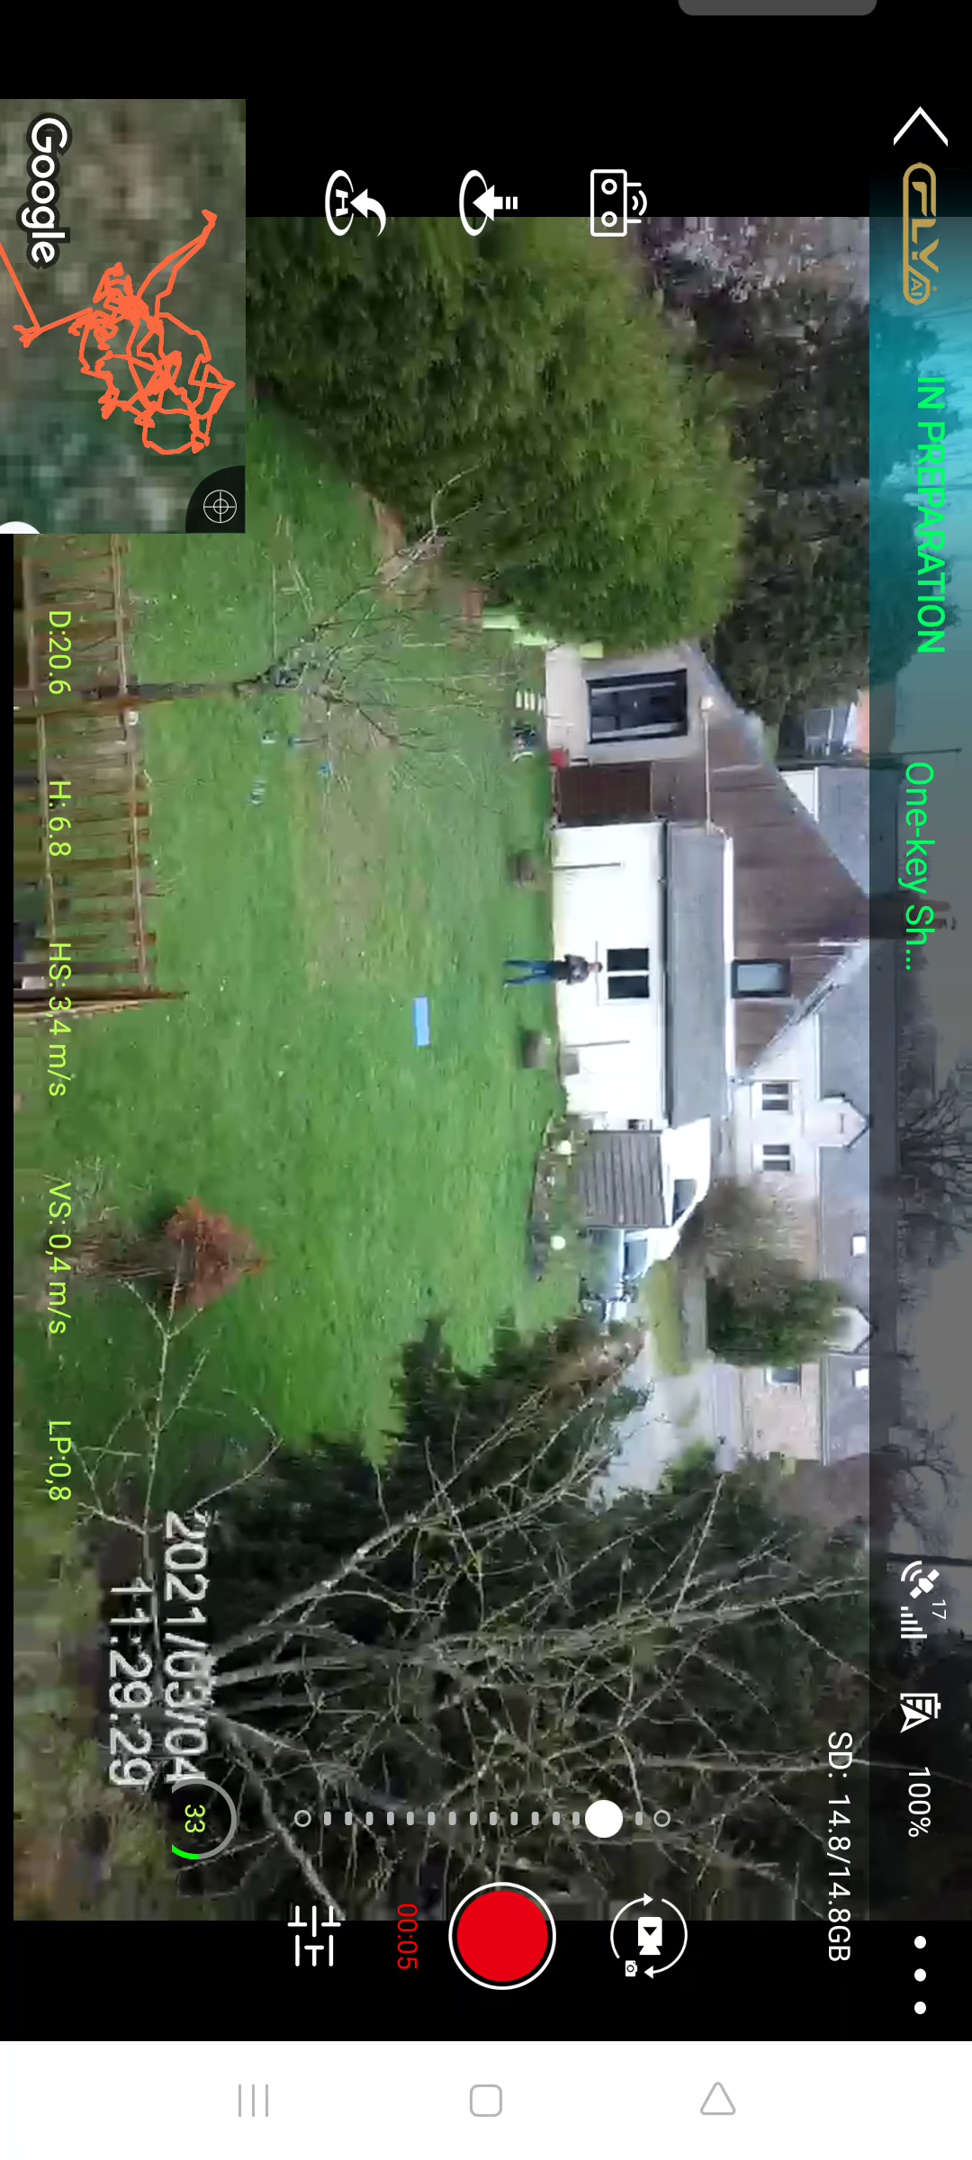 FLY AI
IN PREPARATION
One-key Sh...
17
100%
SD: 14.8/14.8GB
Google
D:20.6 H: 6.8 HS: 3,4 m/s VS: 0,4 m/s LP:0,8
2021/03/04
11:29:29
33
00:05